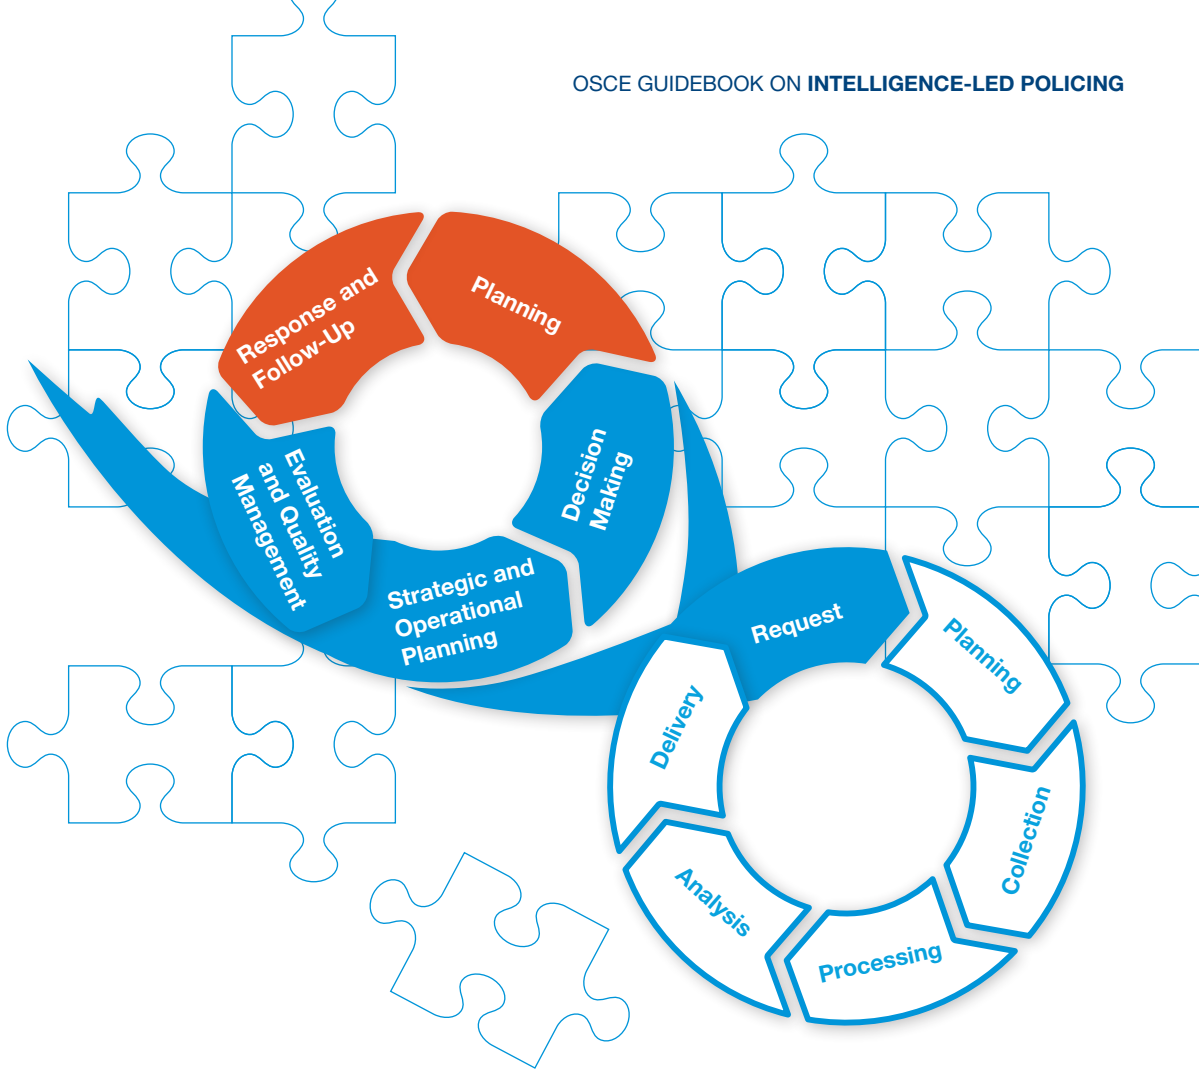 OSCE GUIDEBOOK ON INTELLIGENCE-LED POLICING
Response and
Follow-Up
Planning
Decision
Making
Evaluation
and Quality
Management
Strategic and
Operational
Planning
Request
Planning
Collection
Processing
Analysis
Delivery